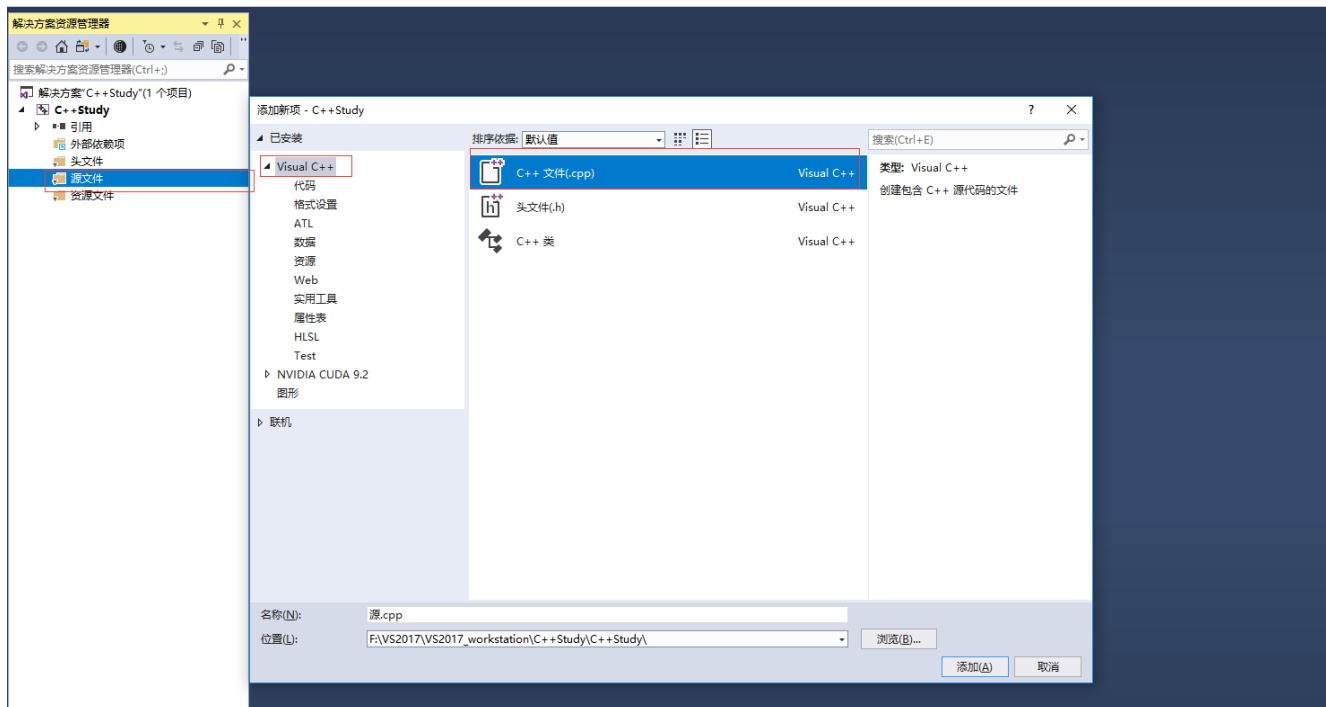 解决方案资源管理器
搜索解决方案资源管理器(Ctrl+;)
解决方案"C++Study"(1 个项目)
C++Study
引用
外部依赖项
头文件
源文件
资源文件
添加新项 - C++Study
?
已安装
排序依据: 默认值
搜索(Ctrl+E)
Visual C++
代码
格式设置
ATL
数据
资源
Web
实用工具
属性表
HLSL
Test
NVIDIA CUDA 9.2
图形
联机
C++ 文件(.cpp) Visual C++
头文件(.h) Visual C++
C++ 类 Visual C++
类型: Visual C++
创建包含 C++ 源代码的文件
名称(N): 源.cpp
位置(L): F:\VS2017\VS2017_workstation\C++Study\C++Study\
浏览(B)...
添加(A) 取消